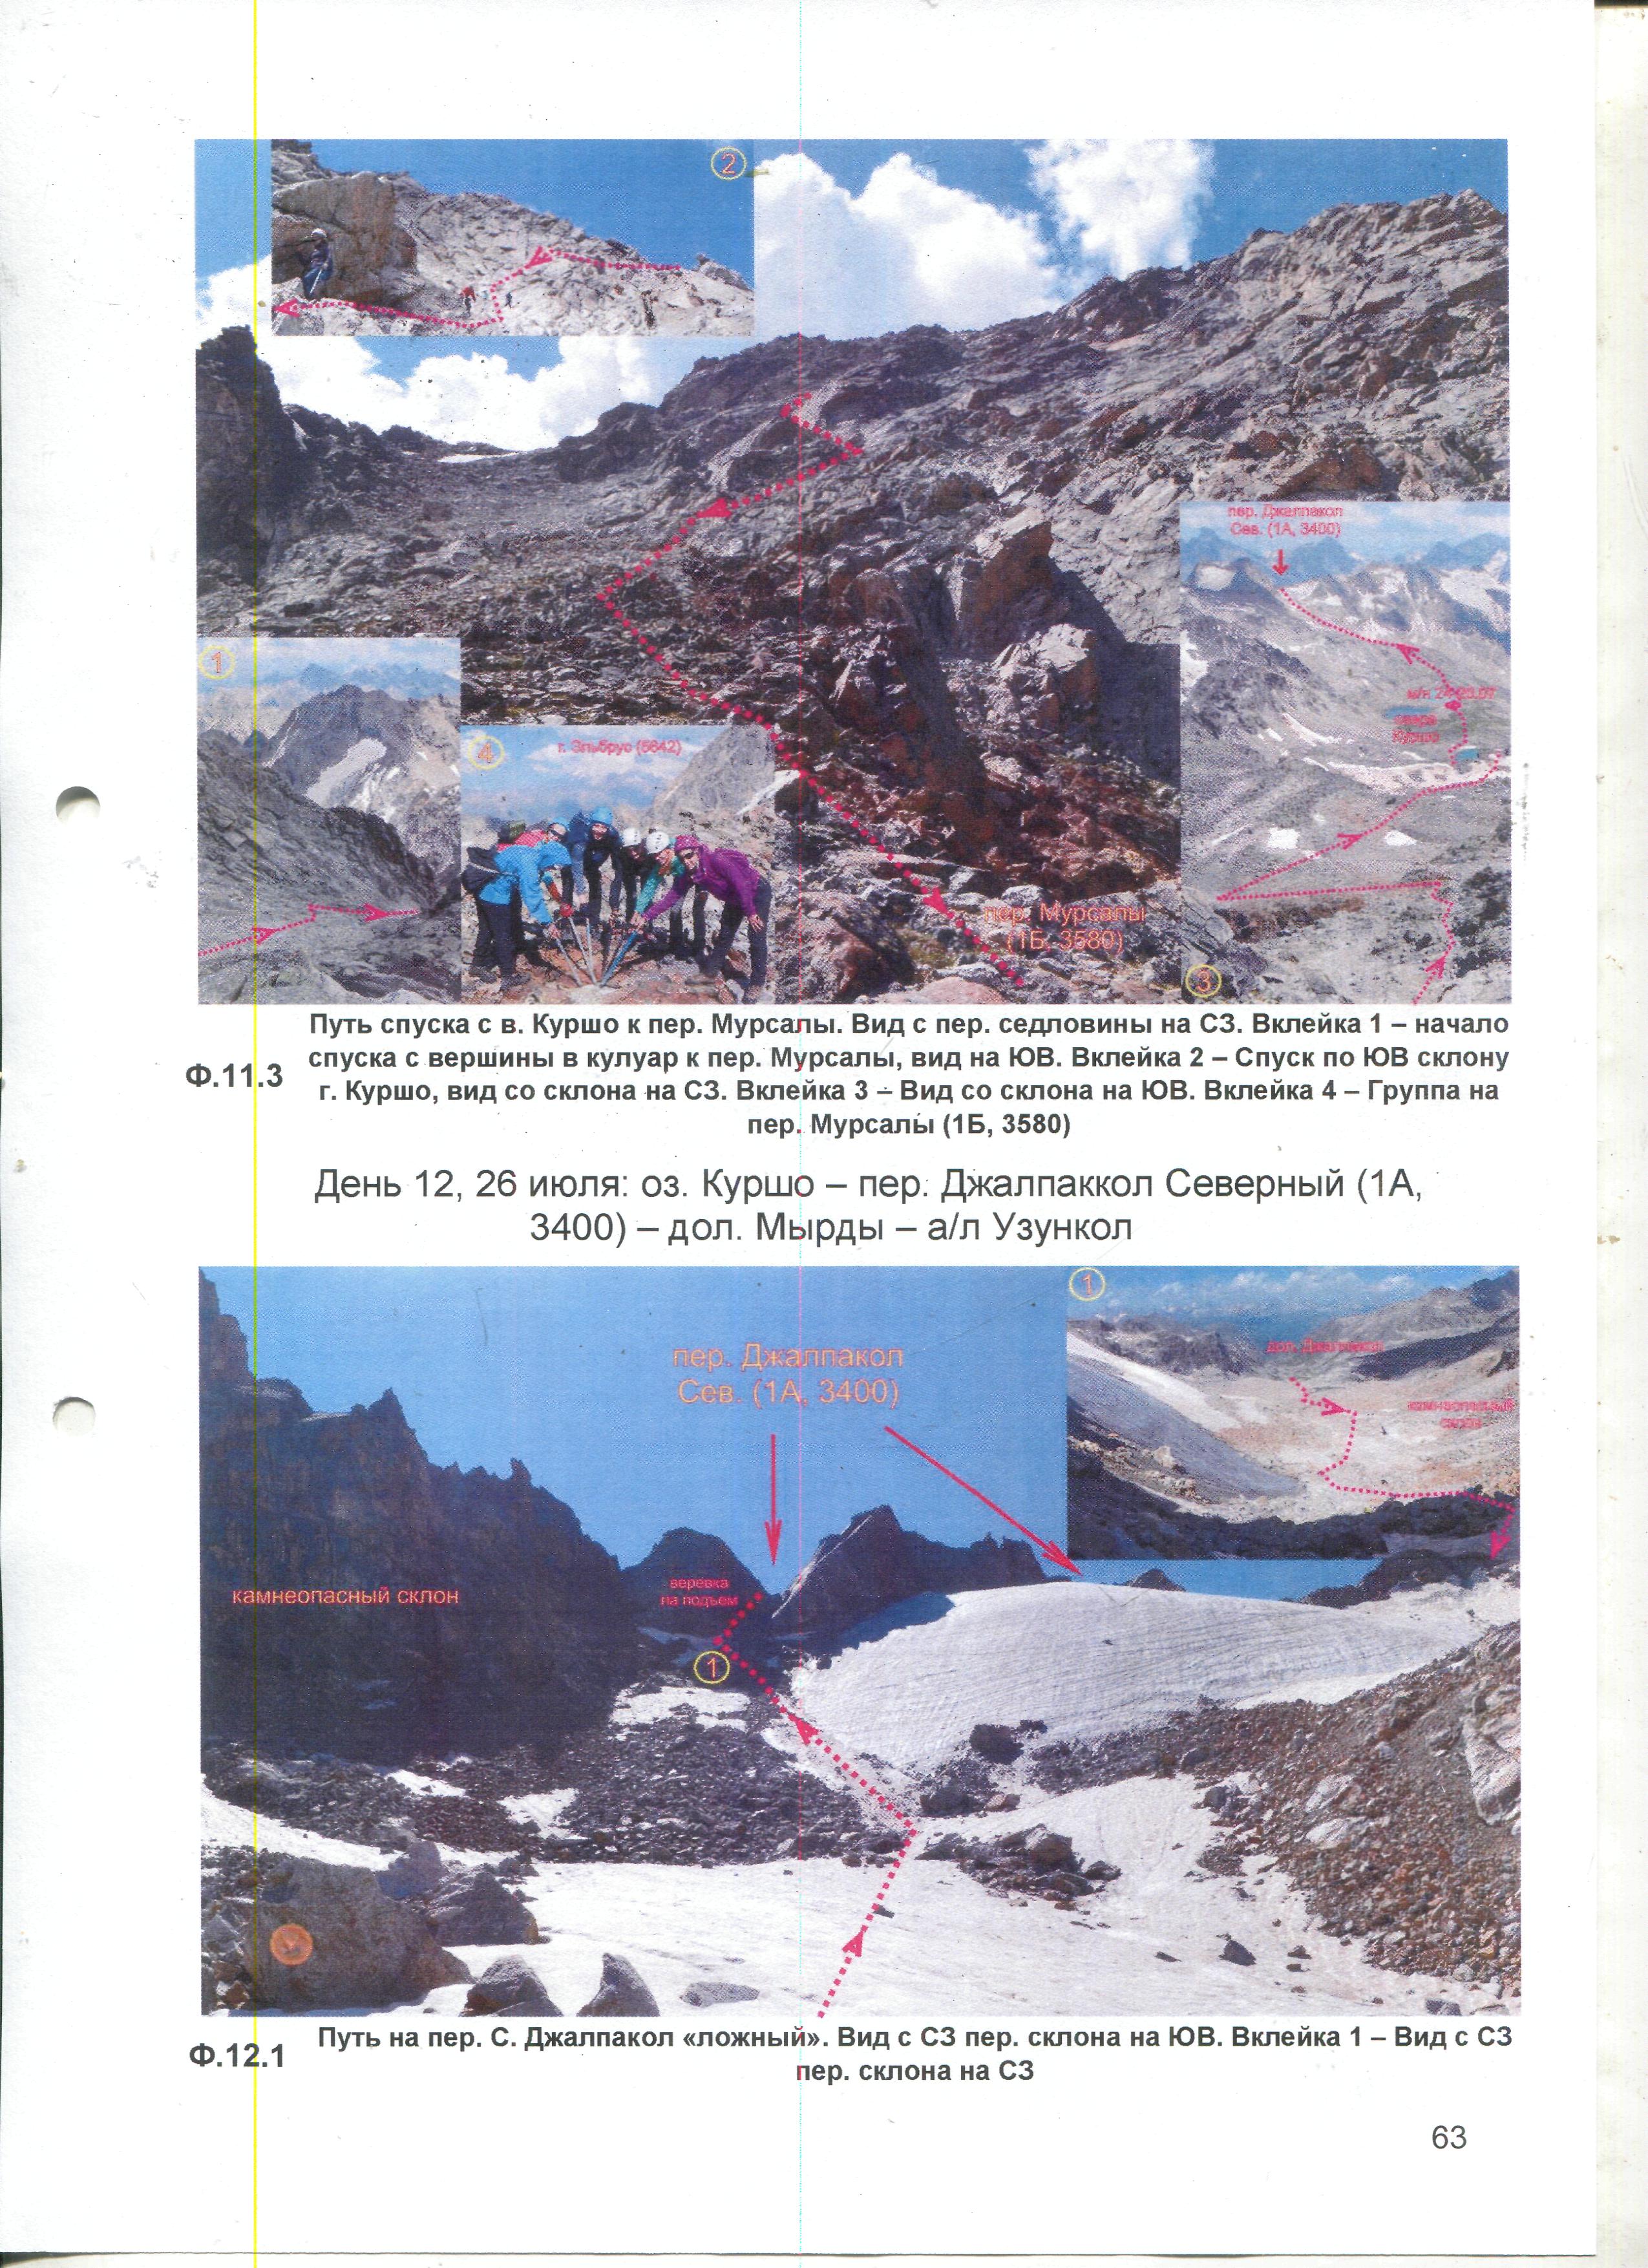 2
пер. Джалпакол
Сев. (1А, 3400)
1
4
г. Эльбрус (5642)
м/н 24-25.07
озера
Куршо
пер. Мурсалы
(1Б, 3580)
3
Ф.11.3
Путь спуска с в. Куршо к пер. Мурсалы. Вид с пер. седловины на СЗ. Вклейка 1 – начало
спуска с вершины в кулуар к пер. Мурсалы, вид на ЮВ. Вклейка 2 – Спуск по ЮВ склону
г. Куршо, вид со склона на СЗ. Вклейка 3 – Вид со склона на ЮВ. Вклейка 4 – Группа на
пер. Мурсалы (1Б, 3580)
День 12, 26 июля: оз. Куршо – пер. Джалпаккол Северный (1А,
3400) – дол. Мырды – а/л Узункол
1
пер. Джалпакол
Сев. (1А, 3400)
дол. Джалпакол
камнеопасный
склон
веревка
на подъем
камнеопасный склон
1
Ф.12.1
Путь на пер. С. Джалпакол «ложный». Вид с СЗ пер. склона на ЮВ. Вклейка 1 – Вид с СЗ
пер. склона на СЗ
63